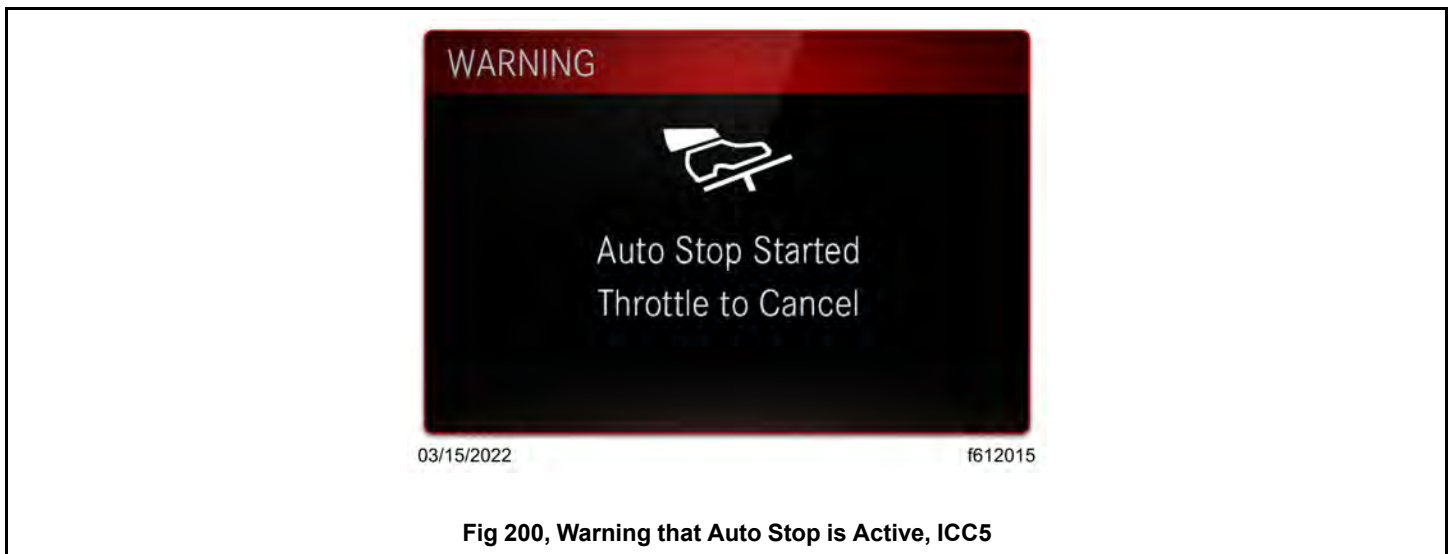 WARNING
Auto Stop Started
Throttle to Cancel
03/15/2022
f612015
Fig 200, Warning that Auto Stop is Active, ICC5